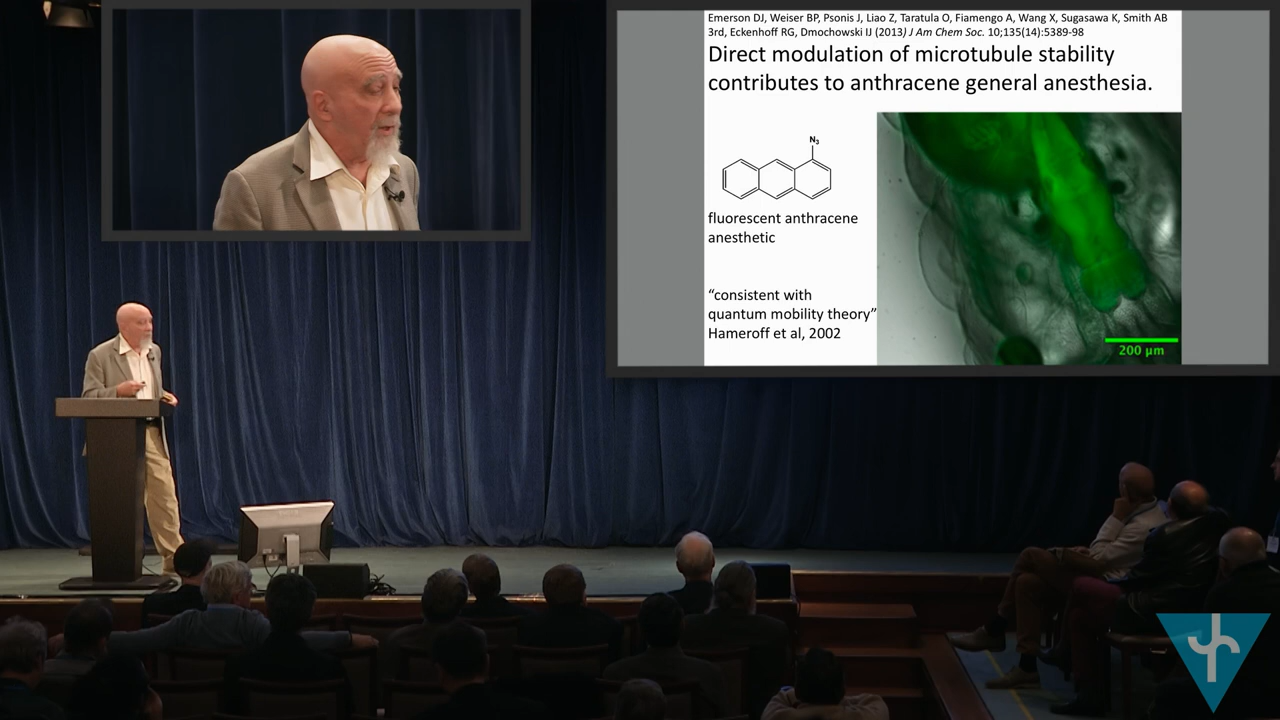 Emerson DJ, Weiser BP, Psonis J, Liao Z, Taratula O, Fiamengo A, Wang X, Sugasawa K, Smith AB
3rd, Eckenhoff RG, Dmochowski IJ (2013) J Am Chem Soc. 10;135(14):5389-98
Direct modulation of microtubule stability
contributes to anthracene general anesthesia.
N3
fluorescent anthracene
anesthetic
“consistent with
quantum mobility theory”
Hameroff et al, 2002
200 μm